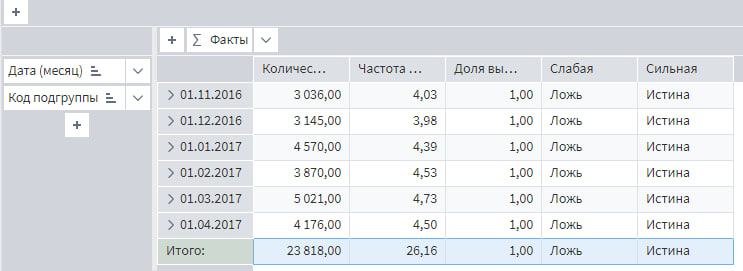 +
+ Σ Факты
Дата (месяц)
Код подгруппы
+
Количес... Частота ... Доля вы... Слабая Сильная
> 01.11.2016 3 036,00 4,03 1,00 Ложь Истина
> 01.12.2016 3 145,00 3,98 1,00 Ложь Истина
> 01.01.2017 4 570,00 4,39 1,00 Ложь Истина
> 01.02.2017 3 870,00 4,53 1,00 Ложь Истина
> 01.03.2017 5 021,00 4,73 1,00 Ложь Истина
> 01.04.2017 4 176,00 4,50 1,00 Ложь Истина
Итого: 23 818,00 26,16 1,00 Ложь Истина